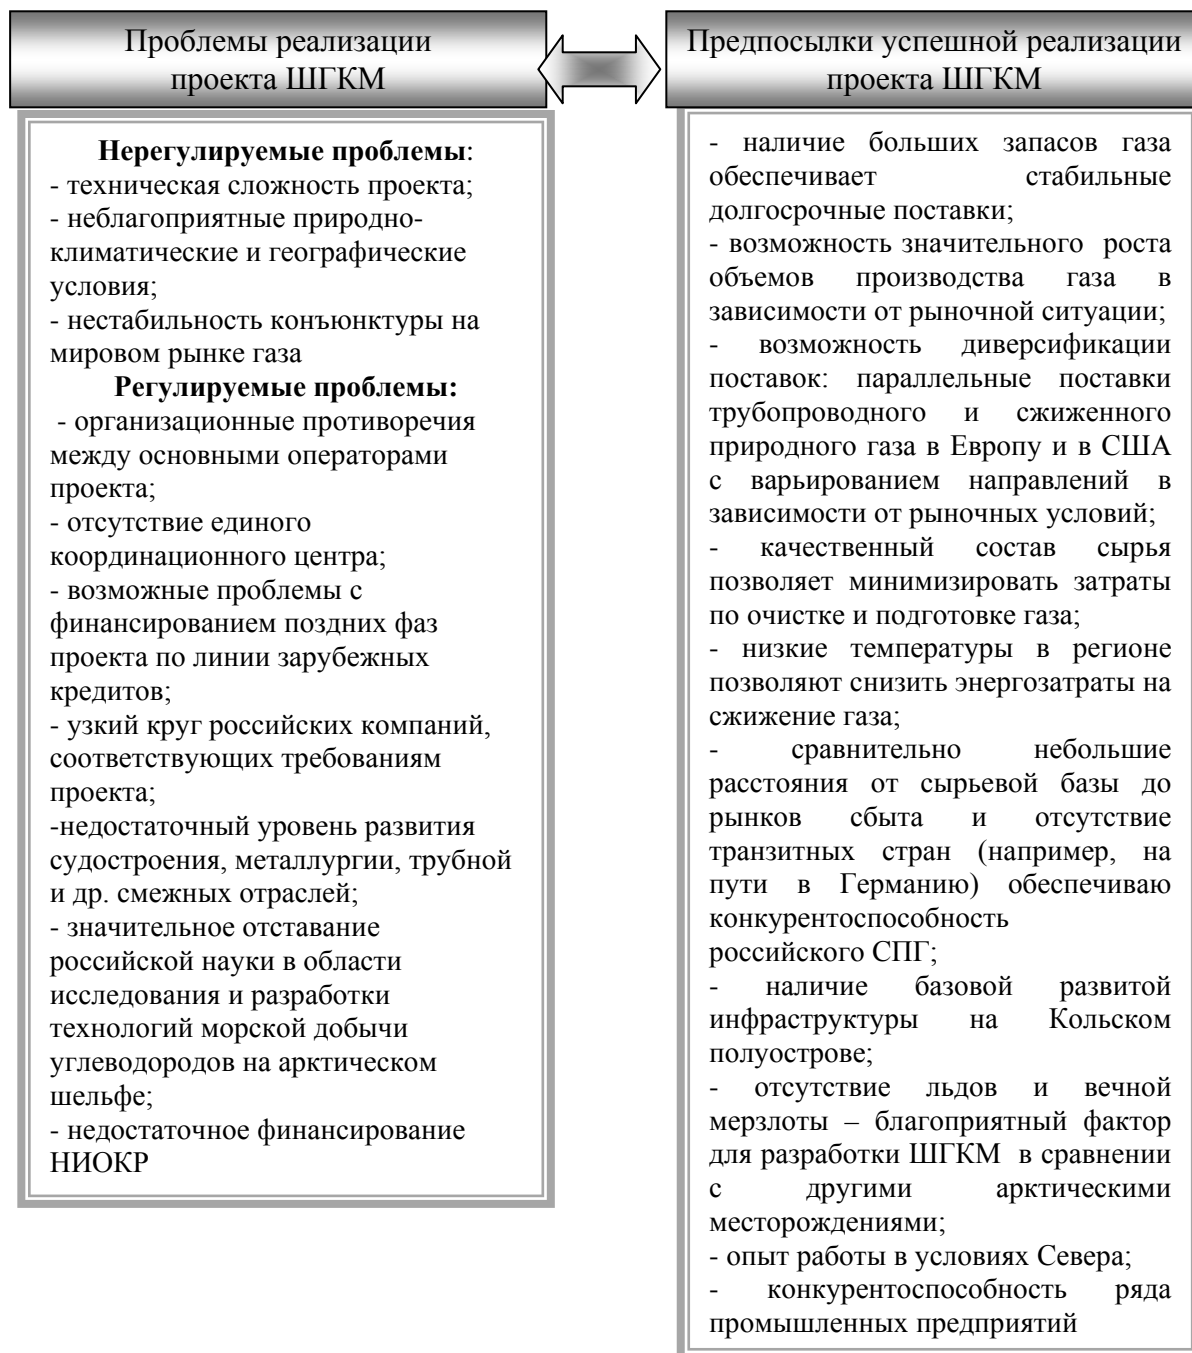 Проблемы реализации
проекта ШГКМ
Нерегулируемые проблемы:
- техническая сложность проекта;
- неблагоприятные природно-
климатические и географические
условия;
- нестабильность конъюнктуры на
мировом рынке газа
Регулируемые проблемы:
- организационные противоречия
между основными операторами
проекта;
- отсутствие единого
координационного центра;
- возможные проблемы с
финансированием поздних фаз
проекта по линии зарубежных
кредитов;
- узкий круг российских компаний,
соответствующих требованиям
проекта;
-недостаточный уровень развития
судостроения, металлургии, трубной
и др. смежных отраслей;
- значительное отставание
российской науки в области
исследования и разработки
технологий морской добычи
углеводородов на арктическом
шельфе;
- недостаточное финансирование
НИОКР
Предпосылки успешной реализации
проекта ШГКМ
- наличие больших запасов газа
обеспечивает стабильные
долгосрочные поставки;
- возможность значительного роста
объемов производства газа в
зависимости от рыночной ситуации;
- возможность диверсификации
поставок: параллельные поставки
трубопроводного и сжиженного
природного газа в Европу и в США
с варьированием направлений в
зависимости от рыночных условий;
- качественный состав сырья
позволяет минимизировать затраты
по очистке и подготовке газа;
- низкие температуры в регионе
позволяют снизить энергозатраты на
сжижение газа;
- сравнительно небольшие
расстояния от сырьевой базы до
рынков сбыта и отсутствие
транзитных стран (например, на
пути в Германию) обеспечиваю
конкурентоспособность
российского СПГ;
- наличие базовой развитой
инфраструктуры на Кольском
полуострове;
- отсутствие льдов и вечной
мерзлоты – благоприятный фактор
для разработки ШГКМ в сравнении
с другими арктическими
месторождениями;
- опыт работы в условиях Севера;
- конкурентоспособность ряда
промышленных предприятий